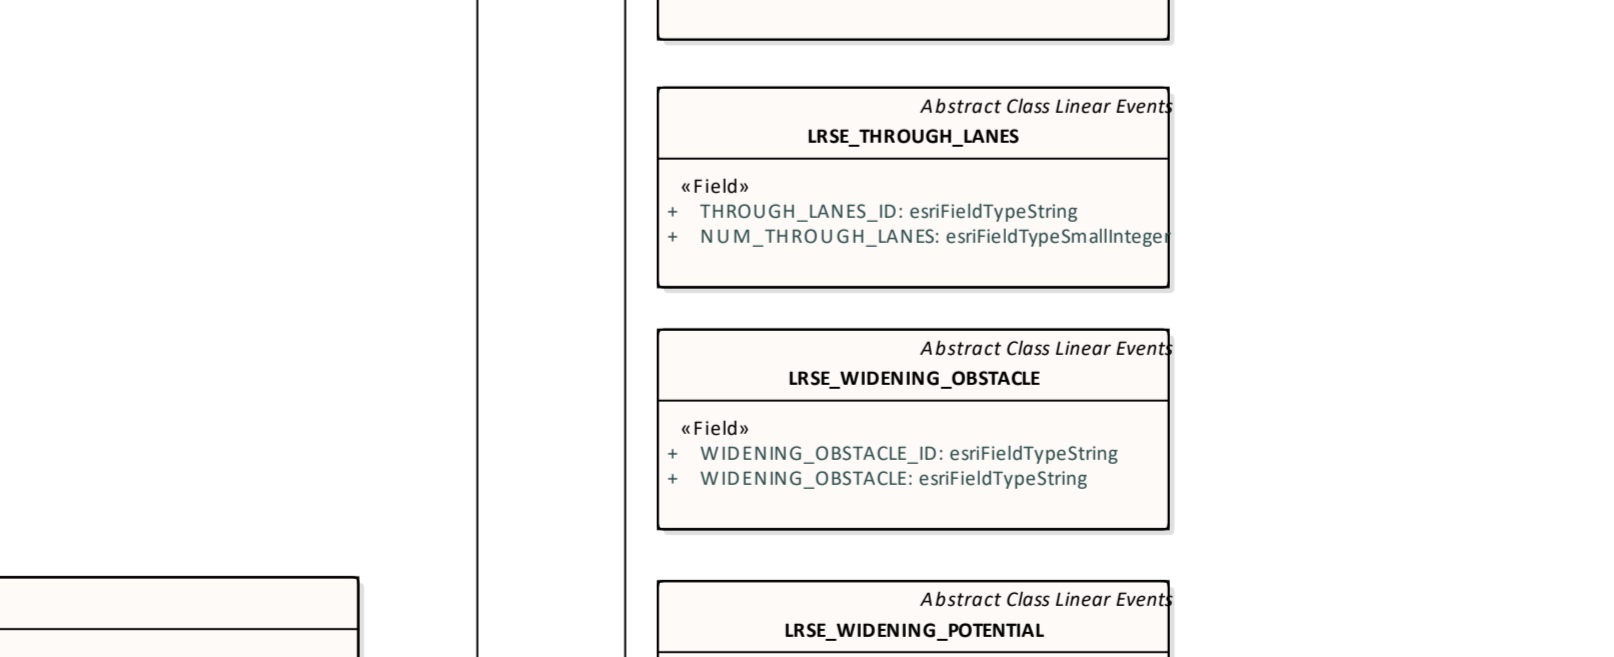 Abstract Class Linear Events
LRSE_THROUGH_LANES
«Field»
+ THROUGH_LANES_ID: esriFieldTypeString
+ NUM_THROUGH_LANES: esriFieldTypeSmallInteger
Abstract Class Linear Events
LRSE_WIDENING_OBSTACLE
«Field»
+ WIDENING_OBSTACLE_ID: esriFieldTypeString
+ WIDENING_OBSTACLE: esriFieldTypeString
Abstract Class Linear Events
LRSE_WIDENING_POTENTIAL